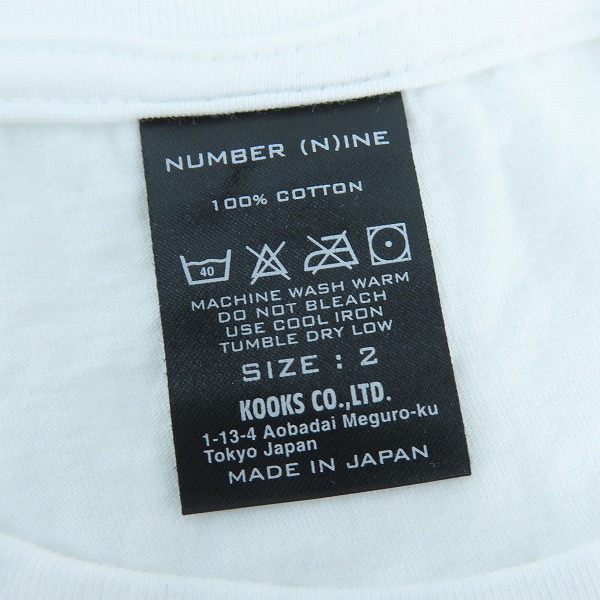 NUMBER (N)INE
100% COTTON
40
MACHINE WASH WARM
DO NOT BLEACH
USE COOL IRON
TUMBLE DRY LOW
SIZE : 2
KOOKS CO.,LTD.
1-13-4 Aobadai Meguro-ku
Tokyo Japan
MADE IN JAPAN